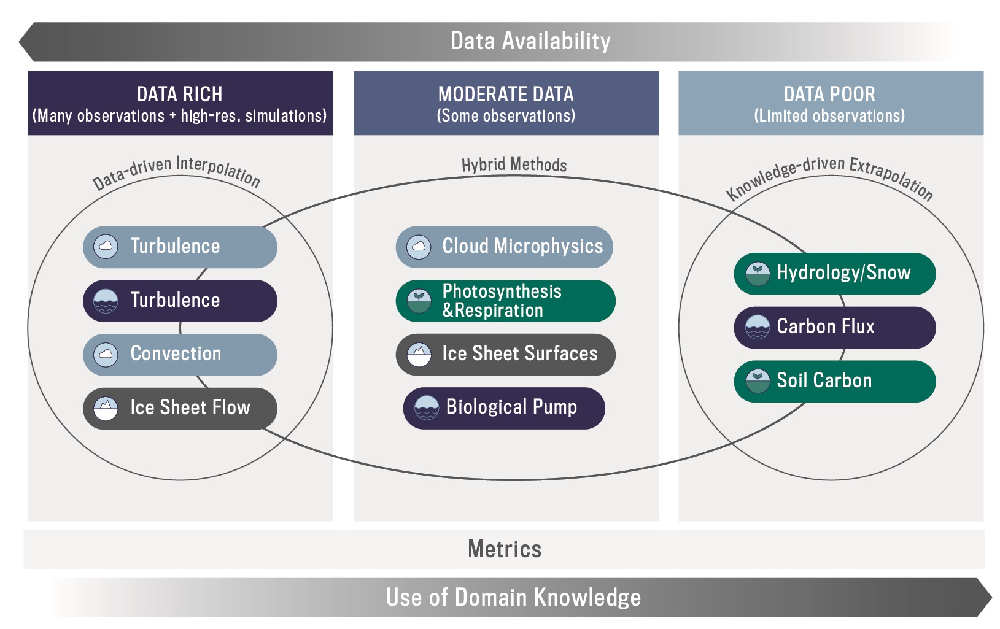 Data Availability
DATA RICH
(Many observations + high-res. simulations)
MODERATE DATA
(Some observations)
DATA POOR
(Limited observations)
Data-driven Interpolation
Hybrid Methods
Knowledge-driven Extrapolation
Turbulence
Turbulence
Convection
Ice Sheet Flow
Cloud Microphysics
Photosynthesis
&Respiration
Ice Sheet Surfaces
Biological Pump
Hydrology/Snow
Carbon Flux
Soil Carbon
Metrics
Use of Domain Knowledge